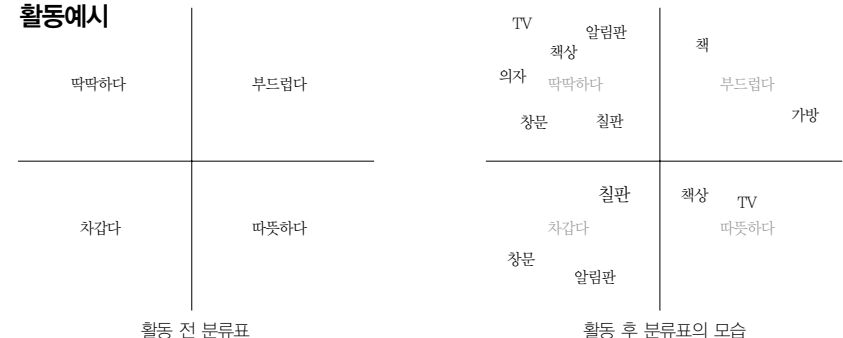 활동예시
딱딱하다
부드럽다
차갑다
따뜻하다
활동 전 분류표
TV
알림판
책상
의자
딱딱하다
창문
칠판
책
부드럽다
가방
칠판
차갑다
창문
알림판
책상
TV
따뜻하다
활동 후 분류표의 모습